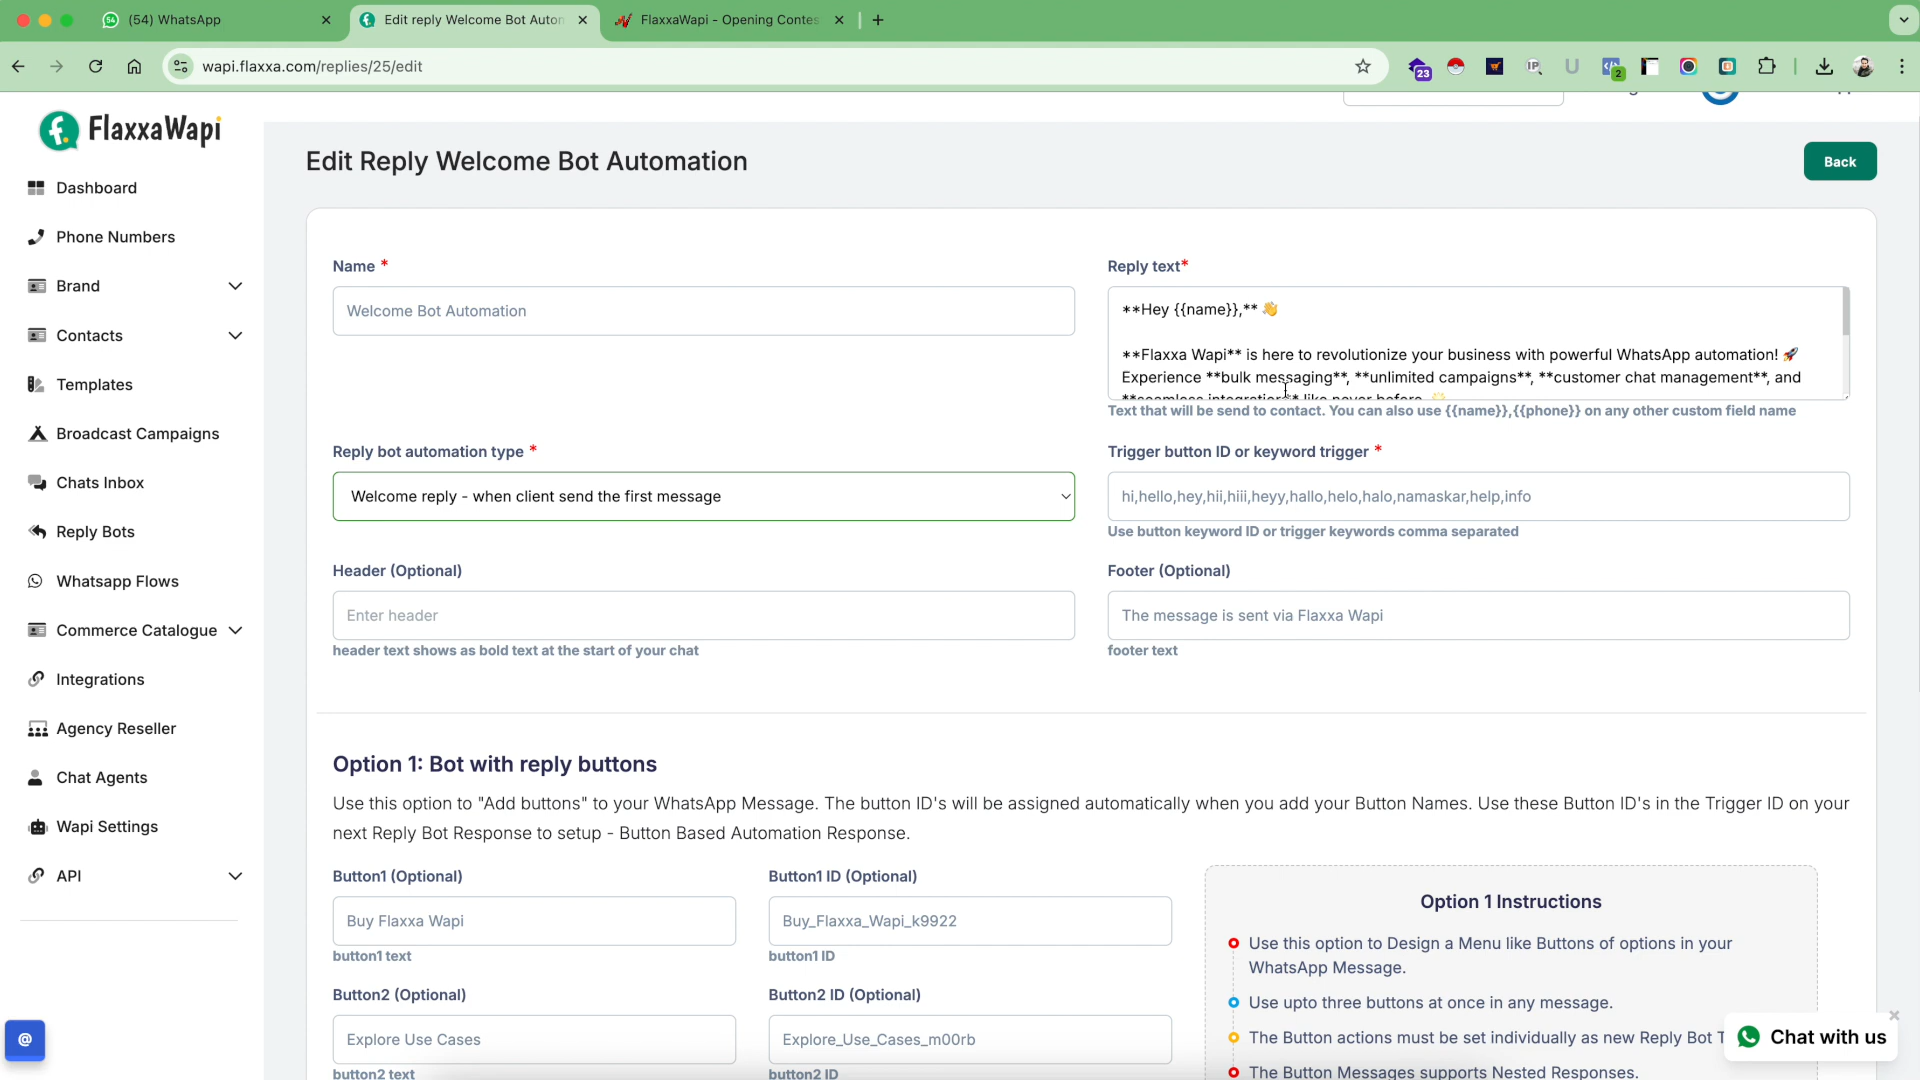 (54) WhatsApp
Edit reply Welcome Bot Autom
FlaxxaWapi - Opening Contes
wapi.flaxxa.com/replies/25/edit
23
2
FlaxxaWapi
Dashboard
Phone Numbers
Brand
Contacts
Templates
Broadcast Campaigns
Chats Inbox
Reply Bots
Whatsapp Flows
Commerce Catalogue
Integrations
Agency Reseller
Chat Agents
Wapi Settings
API
@
Edit Reply Welcome Bot Automation
Back
Name *
Welcome Bot Automation
Reply text*
**Hey {{name}},** 👋
**Flaxxa Wapi** is here to revolutionize your business with powerful WhatsApp automation! 🚀
Experience **bulk messaging**, **unlimited campaigns**, **customer chat management**, and
**seamless integrations** like never before. 🌟
Text that will be send to contact. You can also use {{name}},{{phone}} on any other custom field name
Reply bot automation type *
Welcome reply - when client send the first message
Trigger button ID or keyword trigger *
hi,hello,hey,hii,hiii,heyy,hallo,helo,halo,namaskar,help,info
Use button keyword ID or trigger keywords comma separated
Header (Optional)
Enter header
header text shows as bold text at the start of your chat
Footer (Optional)
The message is sent via Flaxxa Wapi
footer text
Option 1: Bot with reply buttons
Use this option to "Add buttons" to your WhatsApp Message. The button ID's will be assigned automatically when you add your Button Names. Use these Button ID's in the Trigger ID on your
next Reply Bot Response to setup - Button Based Automation Response.
Button1 (Optional)
Buy Flaxxa Wapi
button1 text
Button1 ID (Optional)
Buy_Flaxxa_Wapi_k9922
button1 ID
Button2 (Optional)
Explore Use Cases
button2 text
Button2 ID (Optional)
Explore_Use_Cases_m00rb
button2 ID
Option 1 Instructions
Use this option to Design a Menu like Buttons of options in your
WhatsApp Message.
Use upto three buttons at once in any message.
The Button actions must be set individually as new Reply Bot T
The Button Messages supports Nested Responses.
Chat with us